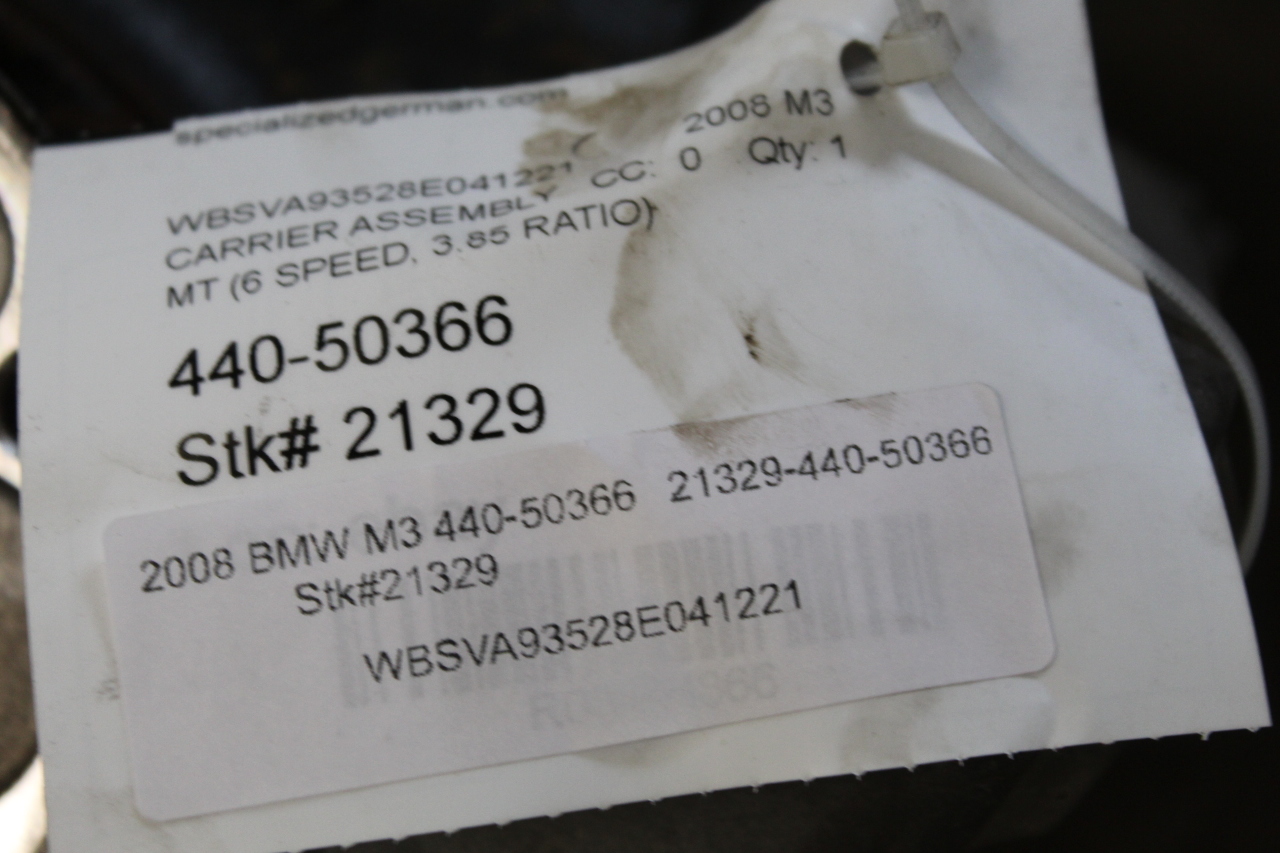 specializedgerman.com
2008 M3
WBSVA93528E041221 CC: 0 Qty: 1
CARRIER ASSEMBLY
MT (6 SPEED, 3.85 RATIO)
440-50366
Stk# 21329
2008 BMW M3 440-50366 21329-440-50366
Stk#21329
WBSVA93528E041221